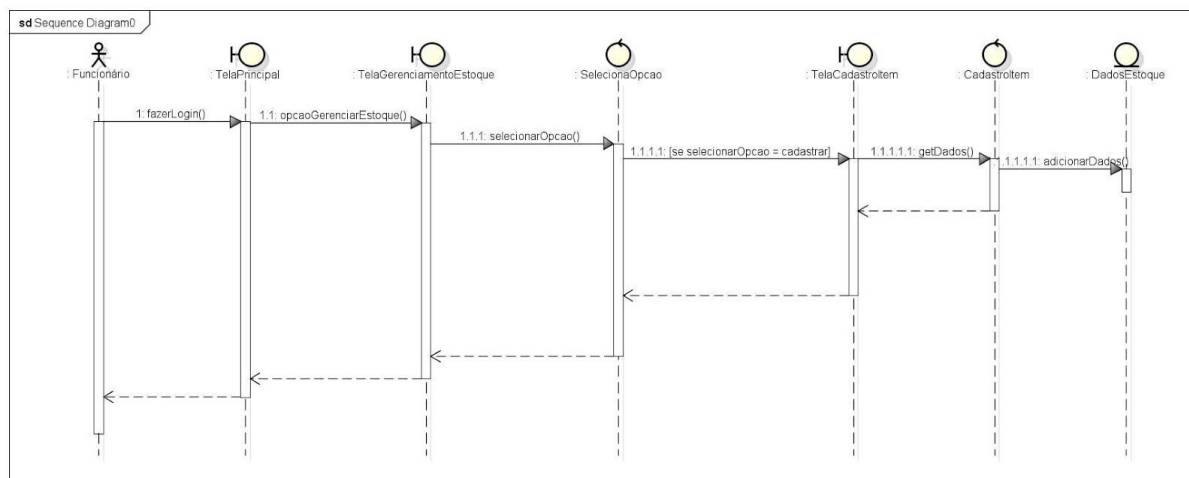 sd Sequence Diagram0
: Funcionário
: TelaPrincipal
: TelaGerenciamentoEstoque
: SelecionaOpcao
: TelaCadastroItem
: CadastroItem
: DadosEstoque
1: fazerLogin()
1.1: opcaoGerenciarEstoque()
1.1.1: selecionarOpcao()
1.1.1.1: [se selecionarOpcao = cadastrar]
1.1.1.1.1: getDados()
.1.1.1.1: adicionarDados()